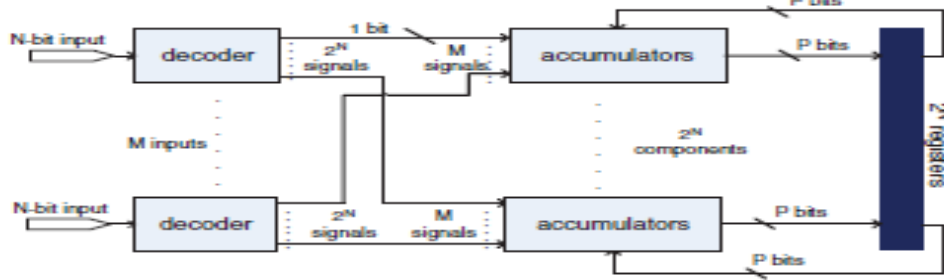 P bits
N-bit input
1 bit
decoder
2^N
signals
M
signals
accumulators
P bits
M inputs
2^N
components
2^N registers
N-bit input
decoder
2^N
signals
M
signals
accumulators
P bits
P bits